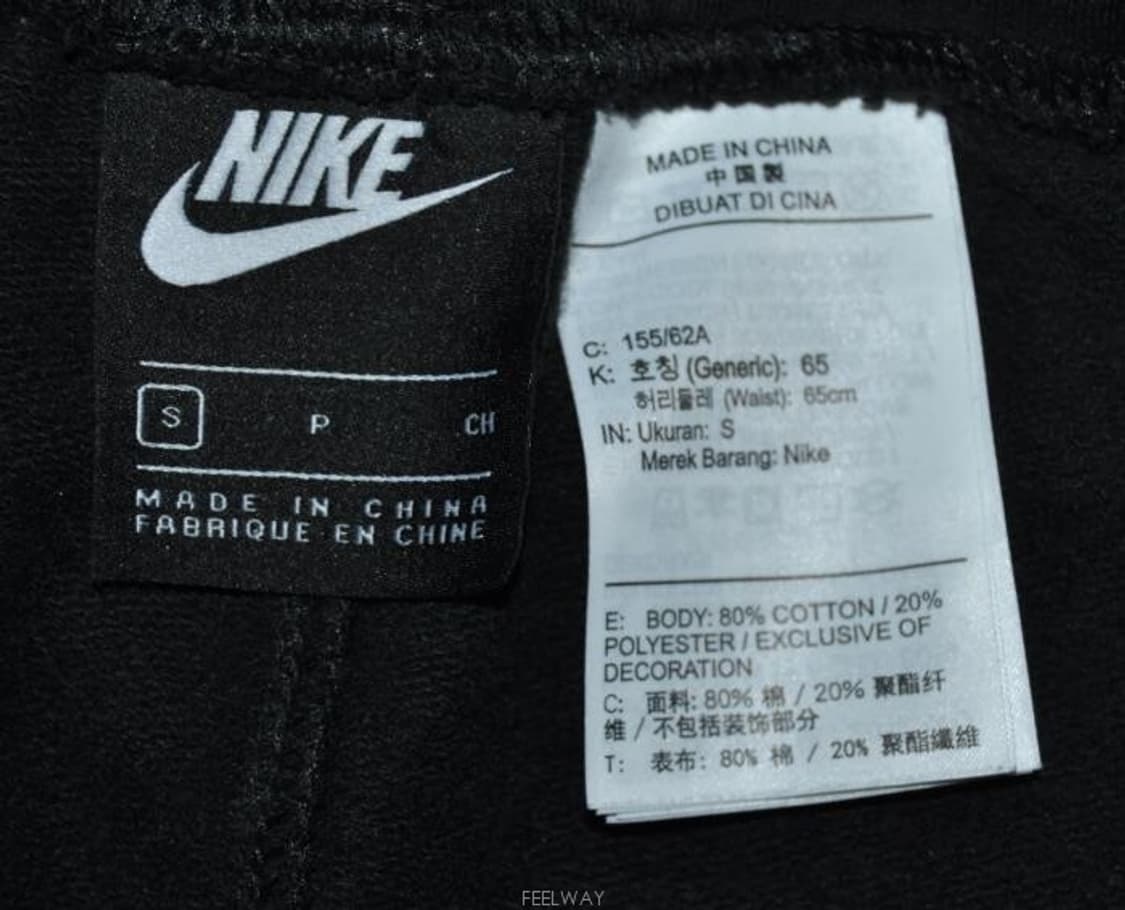 NIKE
S P CH
MADE IN CHINA
FABRIQUE EN CHINE
MADE IN CHINA
中国製
DIBUAT DI CINA
C: 155/62A
K: 호칭 (Generic): 65
허리둘레 (Waist): 65cm
IN: Ukuran: S
Merek Barang: Nike
E: BODY: 80% COTTON / 20%
POLYESTER / EXCLUSIVE OF
DECORATION
C: 面料: 80% 棉 / 20% 聚酯纤
维 / 不包括装饰部分
T: 表布: 80% 棉 / 20% 聚酯纖維
FEELWAY